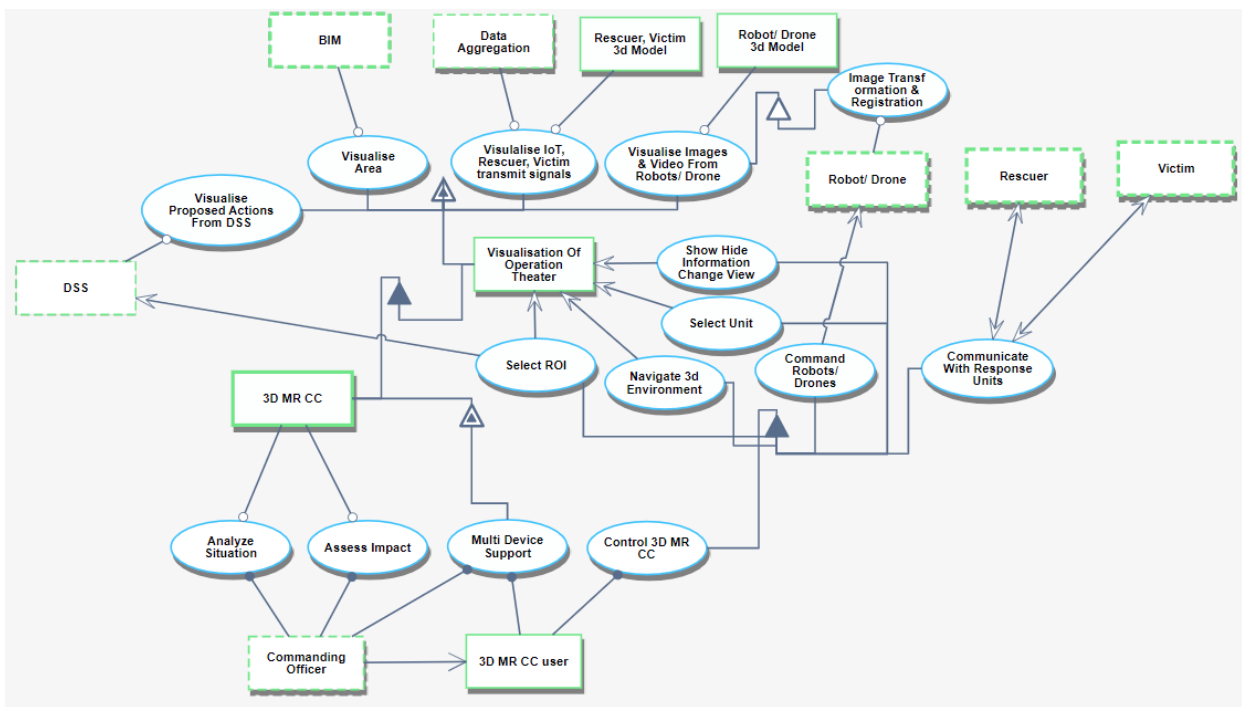 BIM
Data
Aggregation
Rescuer, Victim
3d Model
Robot/ Drone
3d Model
Image Transf
ormation &
Registration
Visualise
Area
Visulalise IoT,
Rescuer, Victim
transmit signals
Visualise Images
& Video From
Robots/ Drone
Robot/ Drone
Rescuer
Victim
Visualise
Proposed Actions
From DSS
DSS
Visualisation Of
Operation
Theater
Show Hide
Information
Change View
Select Unit
Select ROI
Navigate 3d
Environment
Command
Robots/
Drones
Communicate
With Response
Units
3D MR CC
Analyze
Situation
Assess Impact
Multi Device
Support
Control 3D MR
CC
Commanding
Officer
3D MR CC user